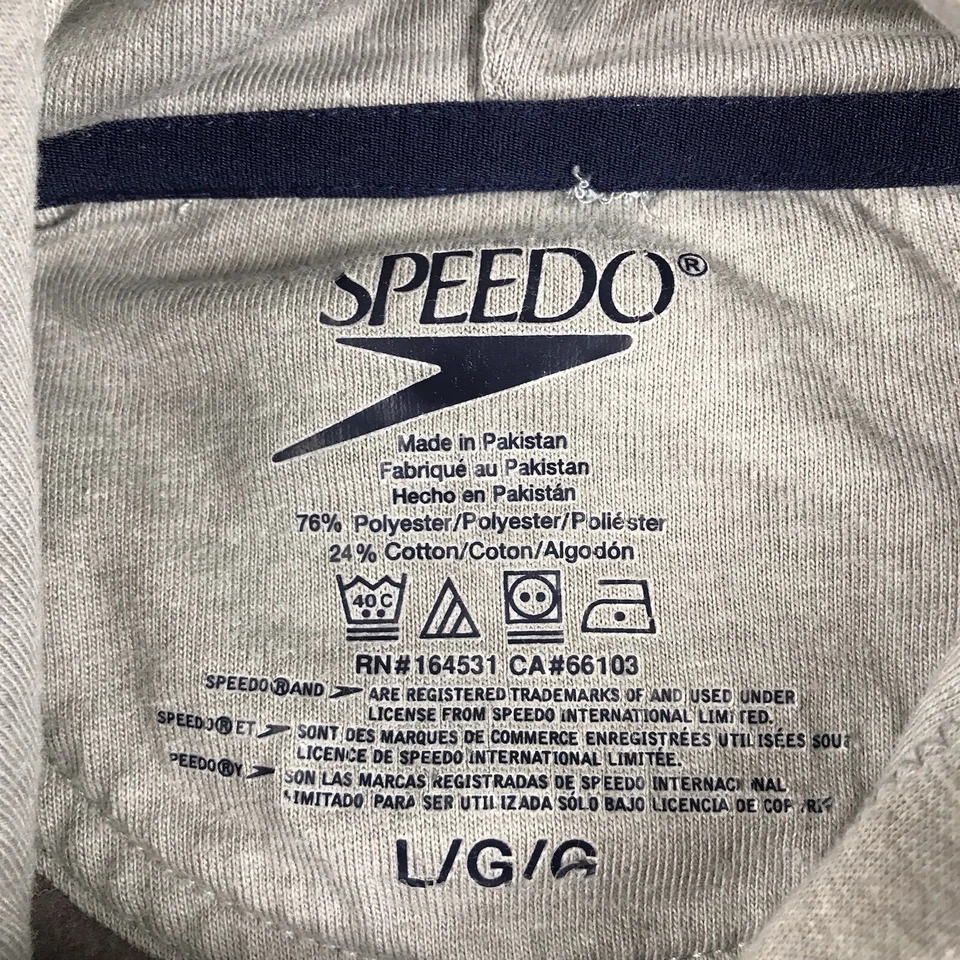 SPEEDO®
Made in Pakistan
Fabriqué au Pakistan
Hecho en Pakistán
76% Polyester/Polyester/Poliéster
24% Cotton/Coton/Algodón
40C
RN#164531 CA#66103
SPEEDO® AND ARE REGISTERED TRADEMARKS OF AND USED UNDER
LICENSE FROM SPEEDO INTERNATIONAL LIMITED.
SPEEDO® ET SONT DES MARQUES DE COMMERCE ENREGISTRÉES UTILISÉES SOUS
LICENCE DE SPEEDO INTERNATIONAL LIMITÉE.
PEEDO® Y SON LAS MARCAS REGISTRADAS DE SPEEDO INTERNACIONAL
LIMITADO PARA SER UTILIZADA SÓLO BAJO LICENCIA DE
L/G/G